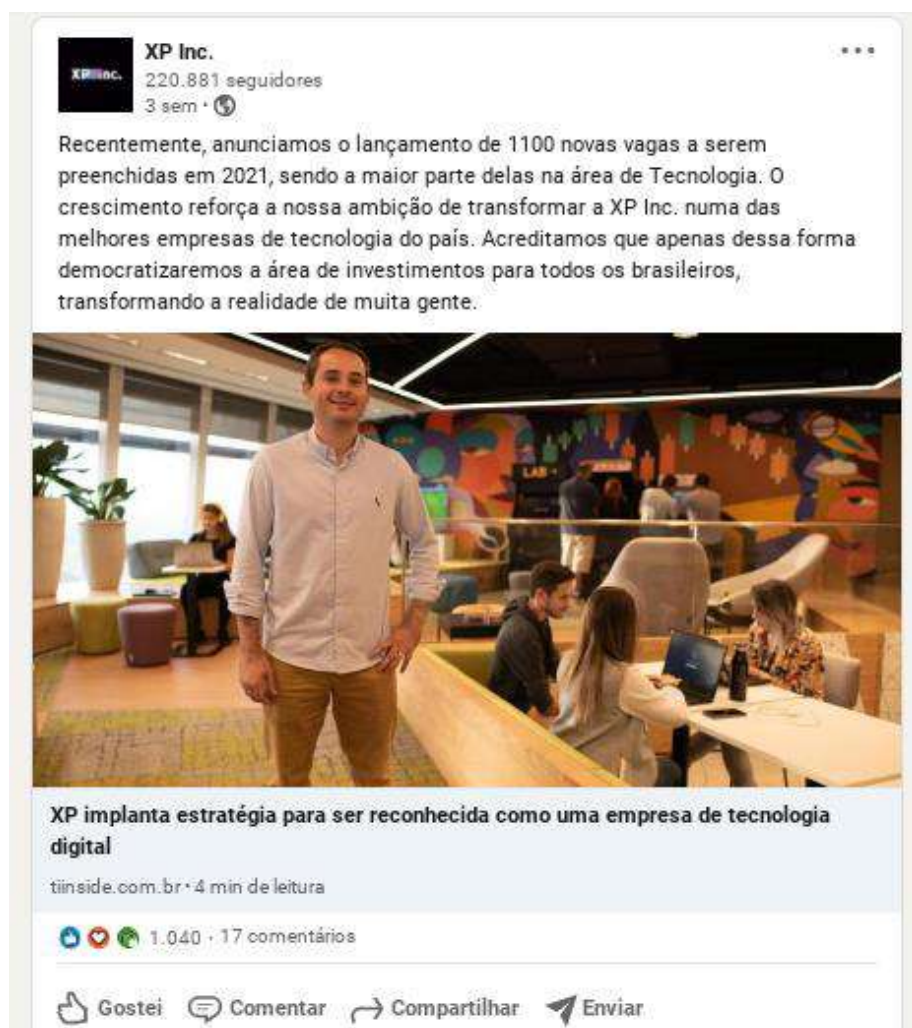 XP Inc.
XP inc.
220.881 seguidores
3 sem •
Recentemente, anunciamos o lançamento de 1100 novas vagas a serem
preenchidas em 2021, sendo a maior parte delas na área de Tecnologia. O
crescimento reforça a nossa ambição de transformar a XP Inc. numa das
melhores empresas de tecnologia do país. Acreditamos que apenas dessa forma
democratizaremos a área de investimentos para todos os brasileiros,
transformando a realidade de muita gente.
LAB
XP implanta estratégia para ser reconhecida como uma empresa de tecnologia
digital
tiinside.com.br • 4 min de leitura
1.040 · 17 comentários
Gostei Comentar Compartilhar Enviar